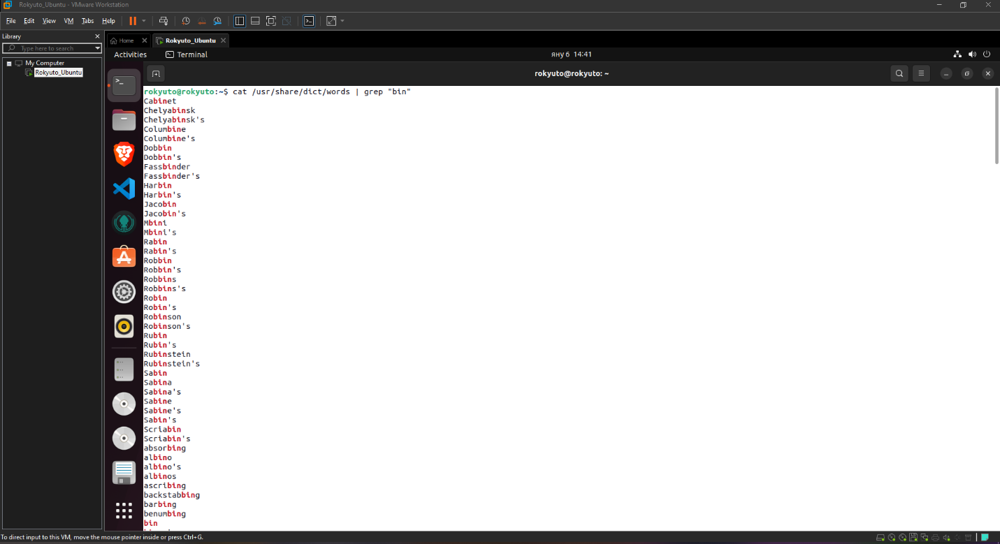 Rokyuto_Ubuntu - VMware Workstation
File Edit View VM Tabs Help
Library
Type here to search
My Computer
Rokyuto_Ubuntu
Home
Rokyuto_Ubuntu
Activities
Terminal
яну 6 14:41
rokyuto@rokyuto: ~
rokyuto@rokyuto:~$ cat /usr/share/dict/words | grep "bin"
Cabinet
Chelyabinsk
Chelyabinsk's
Columbine
Columbine's
Dobbin
Dobbin's
Fassbinder
Fassbinder's
Harbin
Harbin's
Jacobin
Jacobin's
Mbini
Mbini's
Rabin
Rabin's
Robbin
Robbin's
Robbins
Robbins's
Robin
Robin's
Robinson
Robinson's
Rubin
Rubin's
Rubinstein
Rubinstein's
Sabin
Sabina
Sabina's
Sabine
Sabine's
Sabin's
Scriabin
Scriabin's
absorbing
albino
albino's
albinos
ascribing
backstabbing
barbing
benumbing
bin
To direct input to this VM, move the mouse pointer inside or press Ctrl+G.